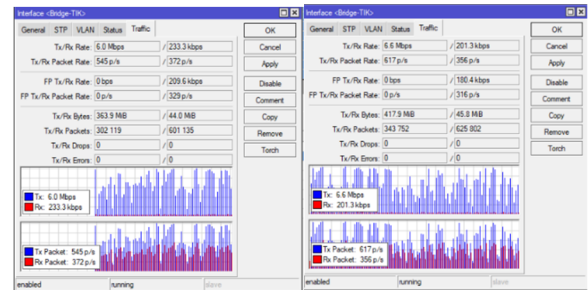 Interface <Bridge-TIK>
General STP VLAN Status Traffic
Tx/Rx Rate: 6.0 Mbps / 233.3 kbps
Tx/Rx Packet Rate: 545 p/s / 372 p/s
FP Tx/Rx Rate: 0 bps / 209.6 kbps
FP Tx/Rx Packet Rate: 0 p/s / 329 p/s
Tx/Rx Bytes: 363.9 MiB / 44.0 MiB
Tx/Rx Packets: 302 119 / 601 135
Tx/Rx Drops: 0 / 0
Tx/Rx Errors: 0 / 0
Tx: 6.0 Mbps
Rx: 233.3 kbps
Tx Packet: 545 p/s
Rx Packet: 372 p/s
OK
Cancel
Apply
Disable
Comment
Copy
Remove
Torch
enabled running slave
Interface <Bridge-TIK>
General STP VLAN Status Traffic
Tx/Rx Rate: 6.6 Mbps / 201.3 kbps
Tx/Rx Packet Rate: 617 p/s / 356 p/s
FP Tx/Rx Rate: 0 bps / 180.4 kbps
FP Tx/Rx Packet Rate: 0 p/s / 316 p/s
Tx/Rx Bytes: 417.9 MiB / 45.8 MiB
Tx/Rx Packets: 343 752 / 625 802
Tx/Rx Drops: 0 / 0
Tx/Rx Errors: 0 / 0
Tx: 6.6 Mbps
Rx: 201.3 kbps
Tx Packet: 617 p/s
Rx Packet: 356 p/s
OK
Cancel
Apply
Disable
Comment
Copy
Remove
Torch
enabled running slave